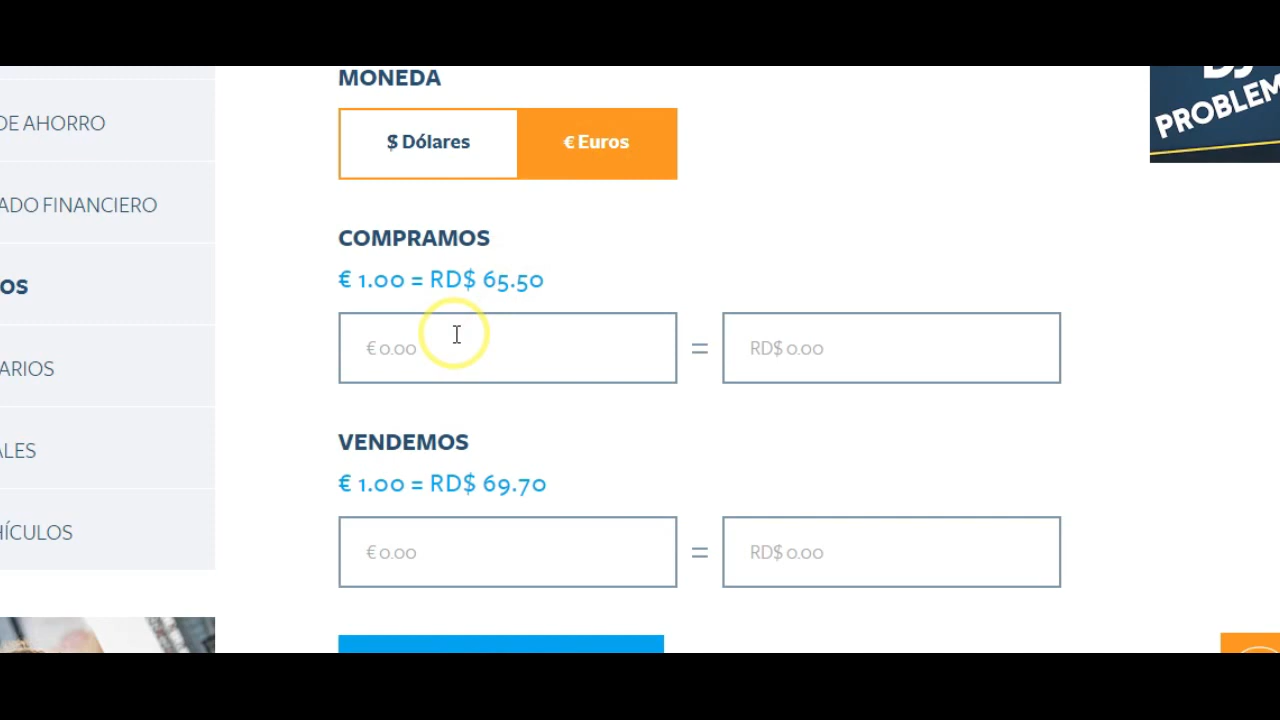 MONEDA
$ Dólares
€ Euros
COMPRAMOS
€ 1.00 = RD$ 65.50
€ 0.00 = RD$ 0.00
VENDEMOS
€ 1.00 = RD$ 69.70
€ 0.00 = RD$ 0.00
DE AHORRO
ADO FINANCIERO
OS
ARIOS
ALES
HÍCULOS
PROBLEM